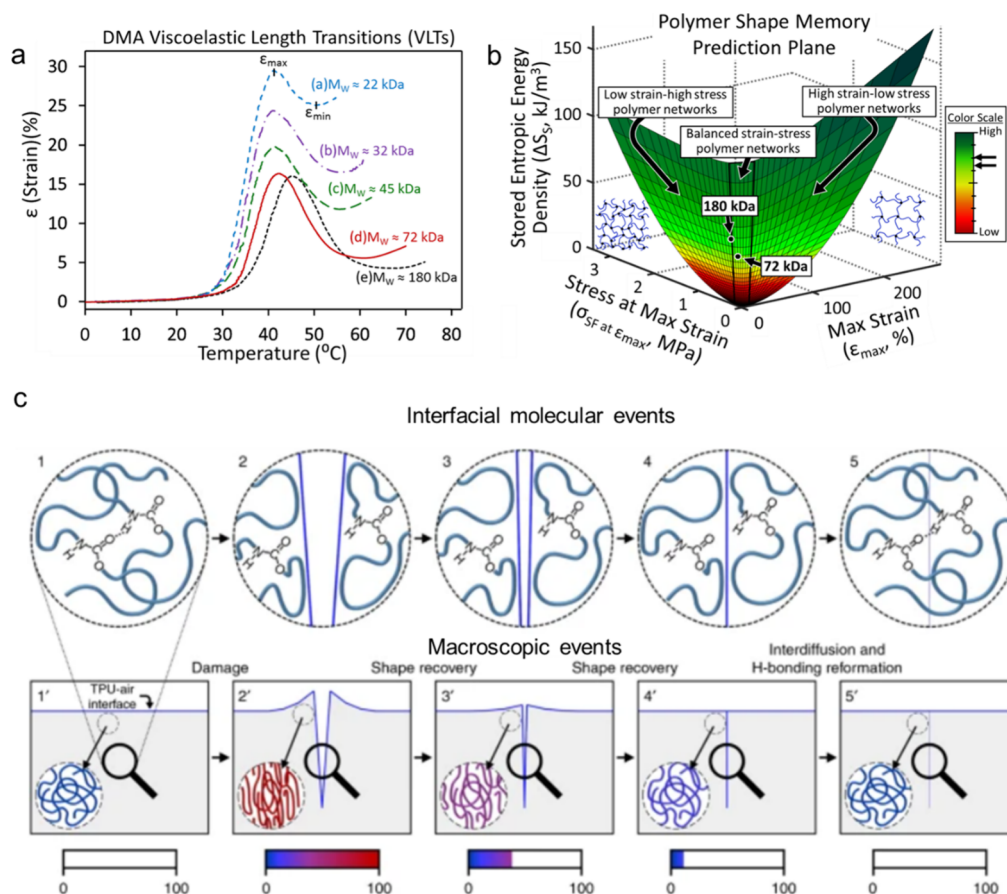 a
DMA Viscoelastic Length Transitions (VLTs)
ε (Strain)(%)
30
25
20
15
10
5
0
εmax
εmin
(a)MW ≈ 22 kDa
(b)MW ≈ 32 kDa
(c)MW ≈ 45 kDa
(d)MW ≈ 72 kDa
(e)MW ≈ 180 kDa
0 10 20 30 40 50 60 70 80
Temperature (⁰C)
b
Polymer Shape Memory
Prediction Plane
Stored Entropic Energy
Density (ΔSS, kJ/m³)
150
100
50
0
Low strain-high stress
polymer networks
High strain-low stress
polymer networks
Balanced strain-stress
polymer networks
180 kDa
72 kDa
3
2
1
0
Stress at Max Strain
(σSF at εmax, MPa)
0
100
200
Max Strain
(εmax, %)
Color Scale
High
Low
c
Interfacial molecular events
1 2 3 4 5
N H O O N H O O
N H O O N H O O
N H O O N H O O
N H O O N H O O
N H O O N H O O
Macroscopic events
Damage
Shape recovery
Shape recovery
Interdiffusion and
H-bonding reformation
1′ 2′ 3′ 4′ 5′
TPU-air
interface
0 100 0 100 0 100 0 100 0 100